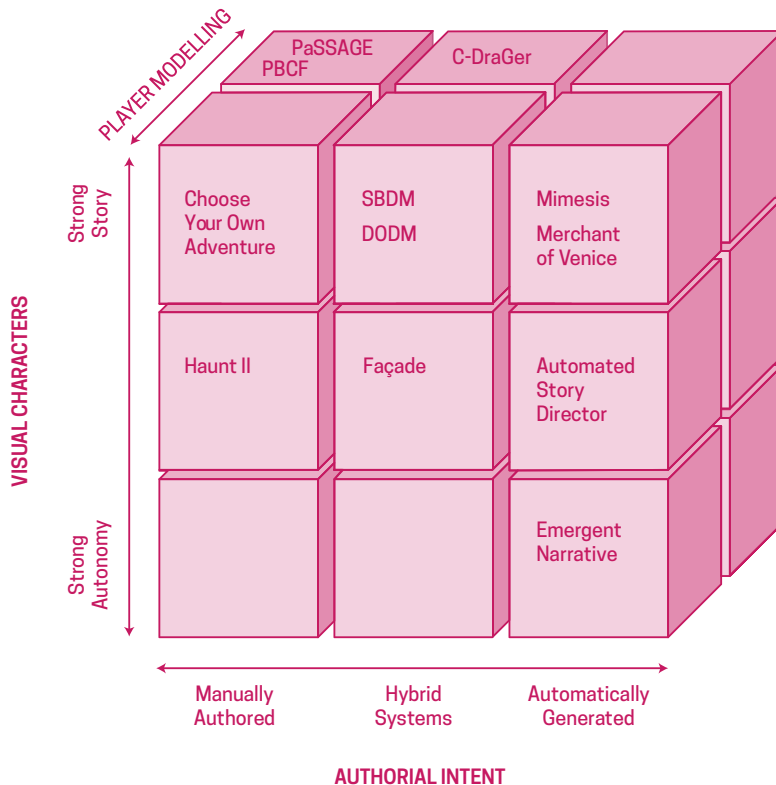 PLAYER MODELLING
PaSSAGE
PBCF
C-DraGer
VISUAL CHARACTERS
Strong
Story
Strong
Autonomy
Choose
Your Own
Adventure
SBDM
DODM
Mimesis
Merchant
of Venice
Haunt II
Façade
Automated
Story
Director
Emergent
Narrative
Manually
Authored
Hybrid
Systems
Automatically
Generated
AUTHORIAL INTENT